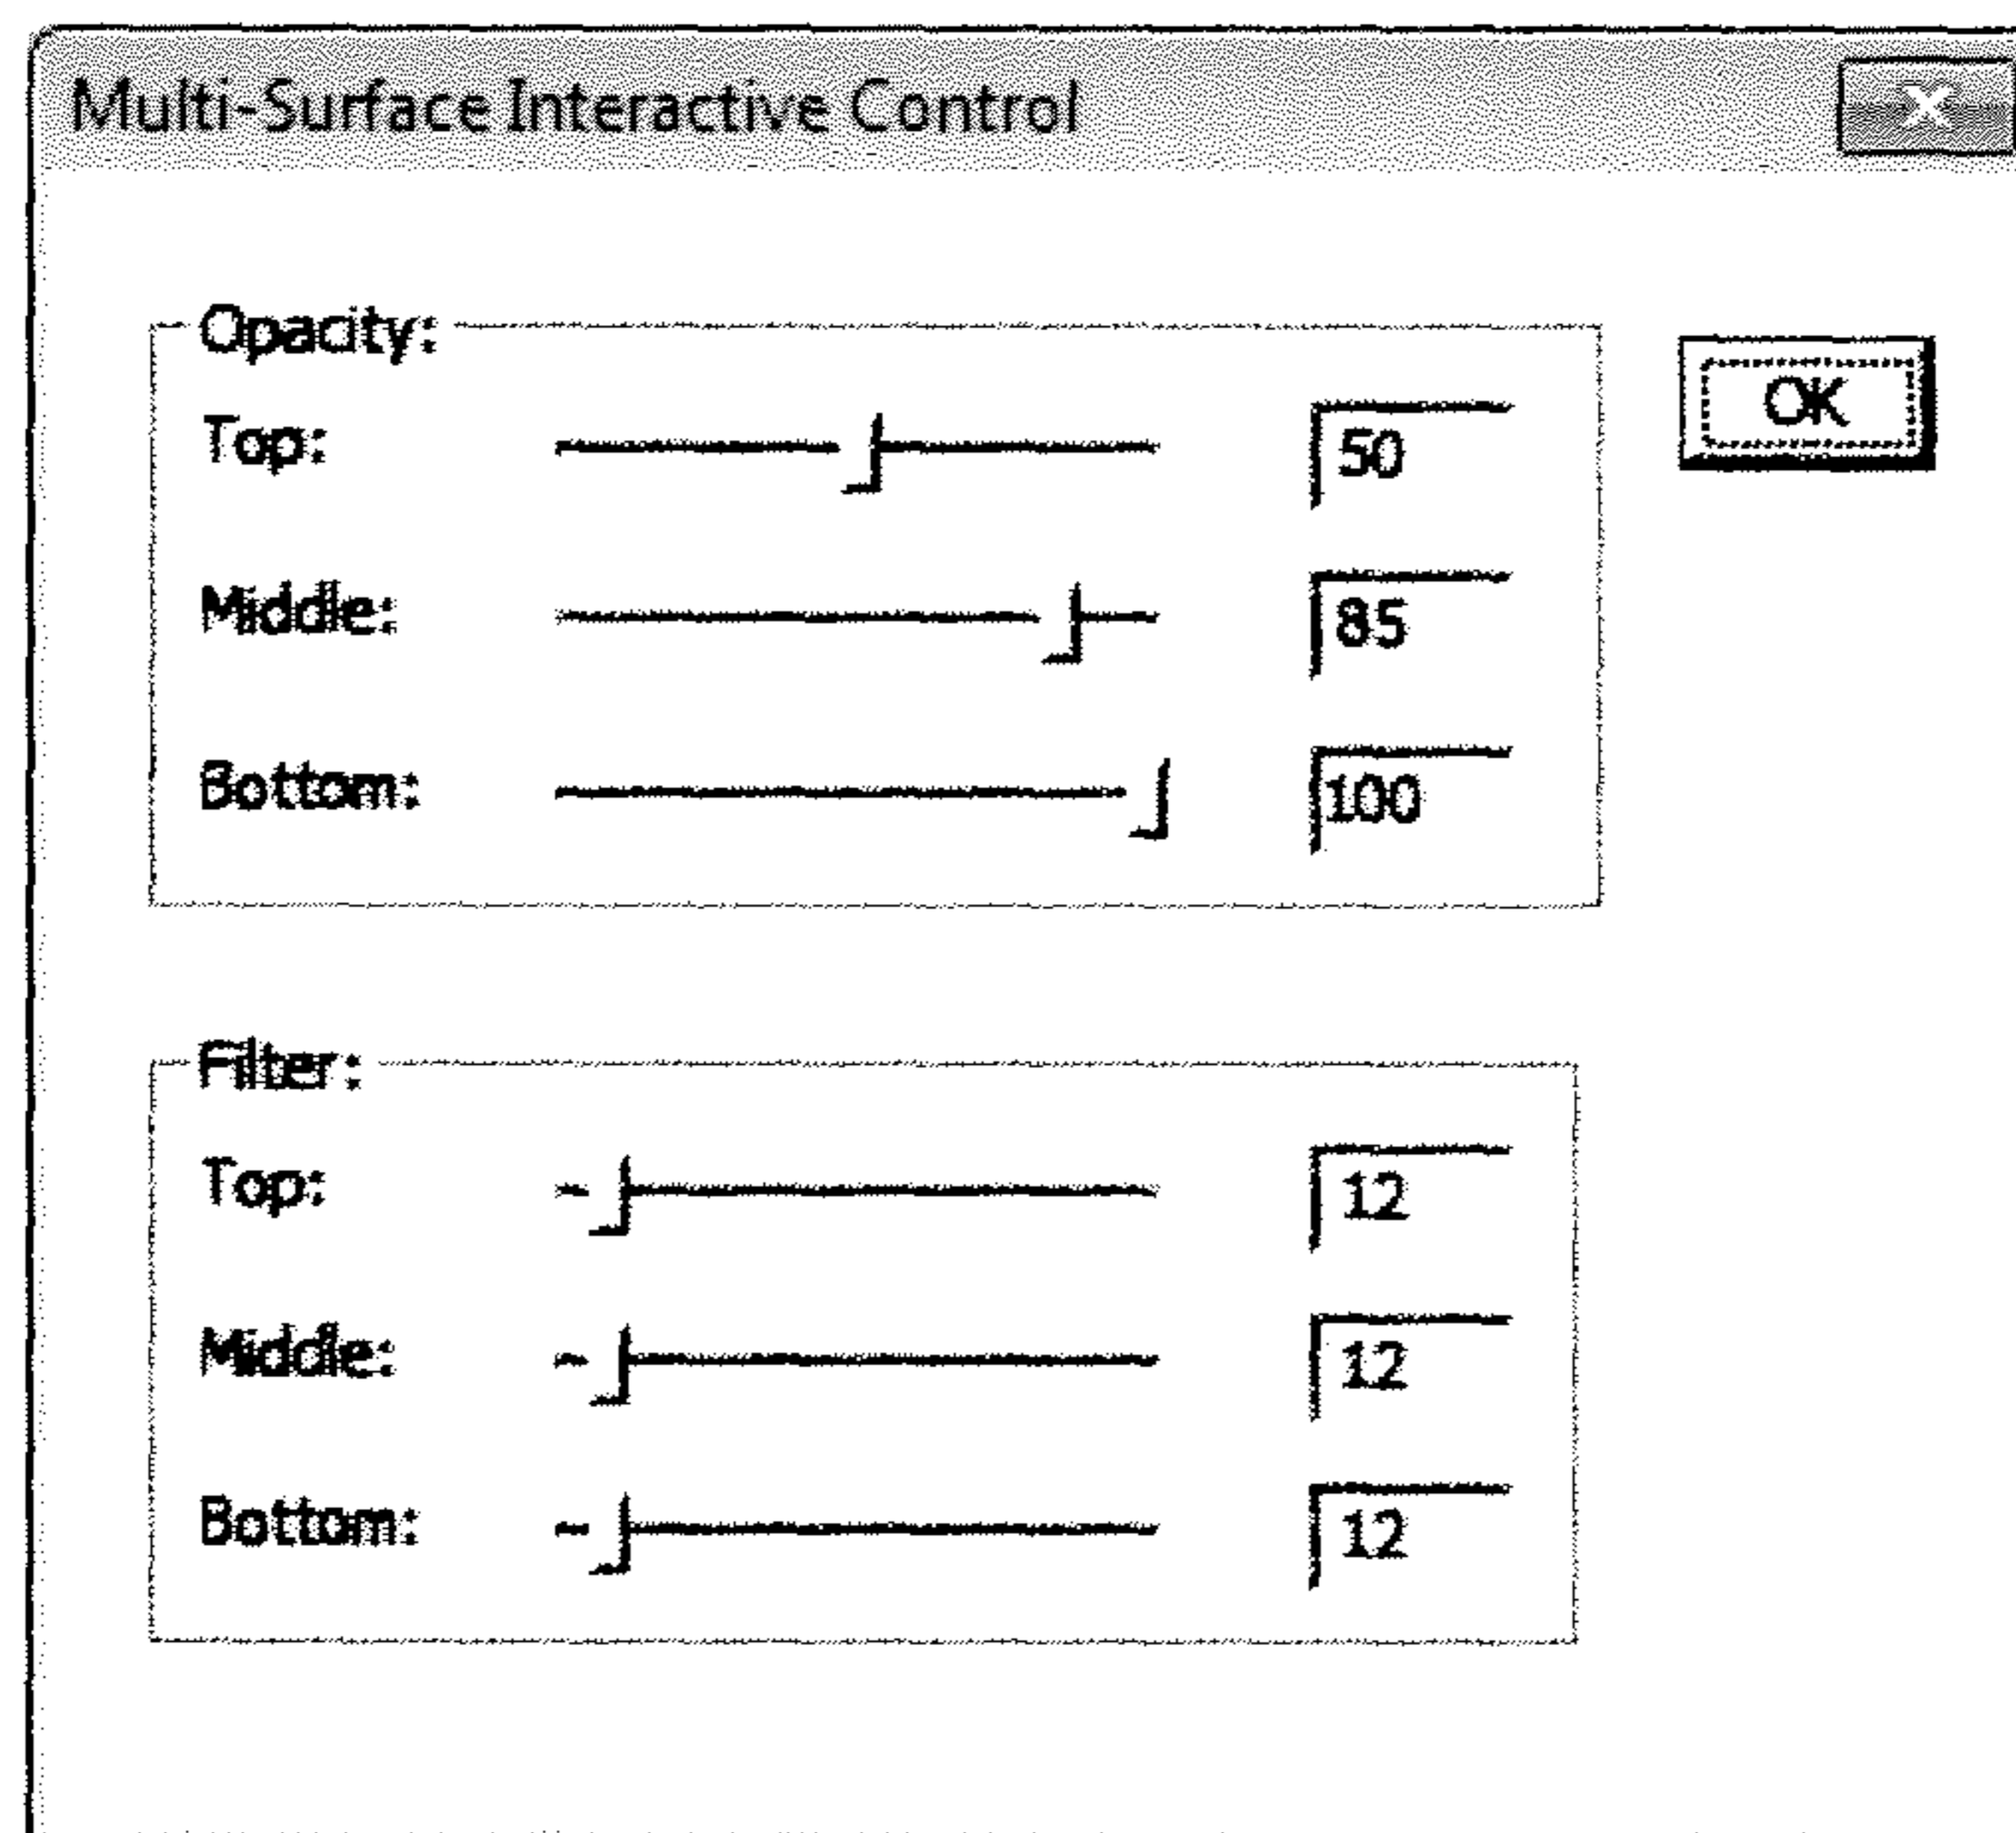 Multi-Surface Interactive Control
Opacity:
Top: 50
OK
Middle: 85
Bottom: 100
Filter:
Top: 12
Middle: 12
Bottom: 12